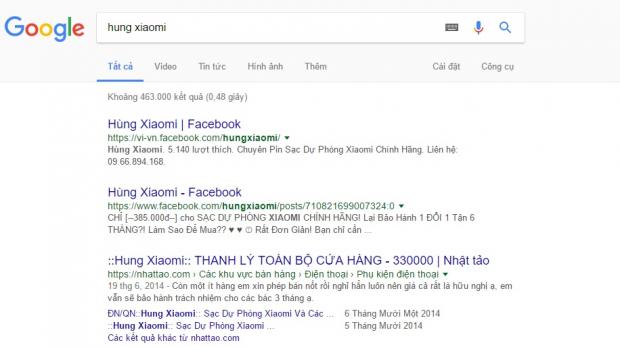 Google
hung xiaomi
Tất cả Video Tin tức Hình ảnh Thêm Cài đặt Công cụ
Khoảng 463.000 kết quả (0,48 giây)
Hùng Xiaomi | Facebook
https://vi-vn.facebook.com/hungxiaomi/
Hùng Xiaomi. 5.140 lượt thích. Chuyên Pin Sạc Dự Phòng Xiaomi Chính Hãng. Liên hệ:
09.66.894.168.
Hùng Xiaomi - Facebook
https://www.facebook.com/hungxiaomi/posts/710821699007324:0
CHỈ [--385.000đ--] cho SẠC DỰ PHÒNG XIAOMI CHÍNH HÃNG! Lại Bảo Hành 1 ĐỔI 1 Tận 6
THÁNG?! Làm Sao Để Mua?? ♥ ♥ ⊙ Rất Đơn Giản! Bạn chỉ cần ...
::Hung Xiaomi:: THANH LÝ TOÀN BỘ CỬA HÀNG - 330000 | Nhật tảo
https://nhattao.com › Các khu vực bán hàng › Điện thoại › Phụ kiện điện thoại
19 thg 6, 2014 - Còn một ít hàng em xin phép bán nốt rồi nghỉ hẳn luôn nên giá cả rất là hữu nghị ạ, em
vẫn sẽ bảo hành trách nhiệm cho các bác 3 tháng ạ.
ĐN/QN::Hung Xiaomi:: Sạc Dự Phòng Xiaomi Và Các ... 6 Tháng Mười Một 2014
::Hung Xiaomi:: Sạc Dự Phòng Xiaomi ... 5 Tháng Mười 2014
Các kết quả khác từ nhattao.com